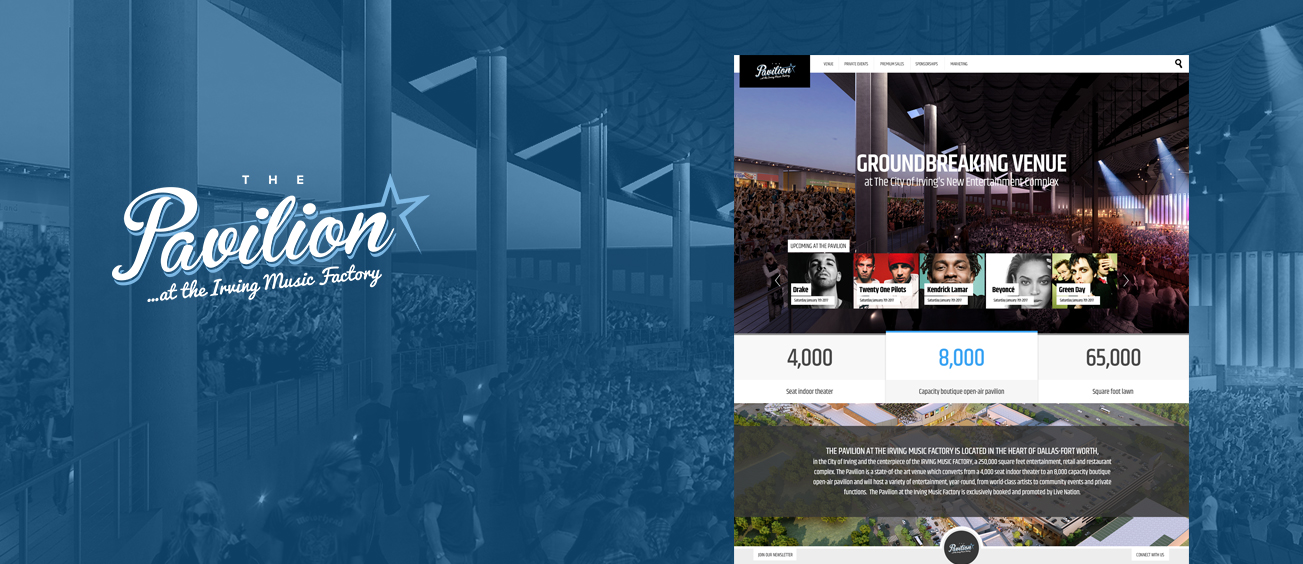 THE
Pavilion
...at the Irving Music Factory
Pavilion
...at the Irving Music Factory
VENUE
PRIVATE EVENTS
PREMIUM SALES
SPONSORSHIPS
MARKETING
GROUNDBREAKING VENUE
at The City of Irving's New Entertainment Complex
UPCOMING AT THE PAVILION
Drake
Saturday January 7th 2017
Twenty One Pilots
Saturday January 7th 2017
Kendrick Lamar
Saturday January 7th 2017
Beyoncé
Saturday January 7th 2017
Green Day
Saturday January 7th 2017
4,000
Seat indoor theater
8,000
Capacity boutique open-air pavilion
65,000
Square foot lawn
THE PAVILION AT THE IRVING MUSIC FACTORY IS LOCATED IN THE HEART OF DALLAS-FORT WORTH,
in the City of Irving and the centerpiece of the IRVING MUSIC FACTORY, a 250,000 square feet entertainment, retail and restaurant
complex. The Pavilion is a state-of-the-art venue which converts from a 4,000 seat indoor theater to an 8,000 capacity boutique
open-air pavilion and will host a variety of entertainment, year-round, from world-class artists to community events and private
functions. The Pavilion at the Irving Music Factory is exclusively booked and promoted by Live Nation.
JOIN OUR NEWSLETTER
Pavilion
CONNECT WITH US